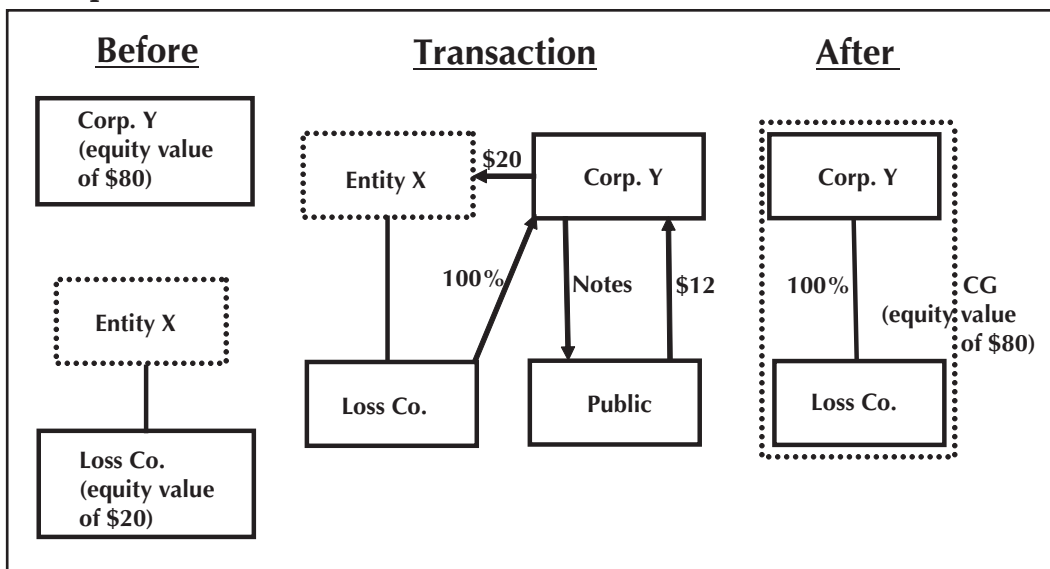 Before
Corp. Y
(equity value
of $80)
Entity X
Loss Co.
(equity value
of $20)
Transaction
Entity X
$20
Corp. Y
100%
Notes
$12
Loss Co.
Public
After
Corp. Y
100%
CG
(equity value
of $80)
Loss Co.